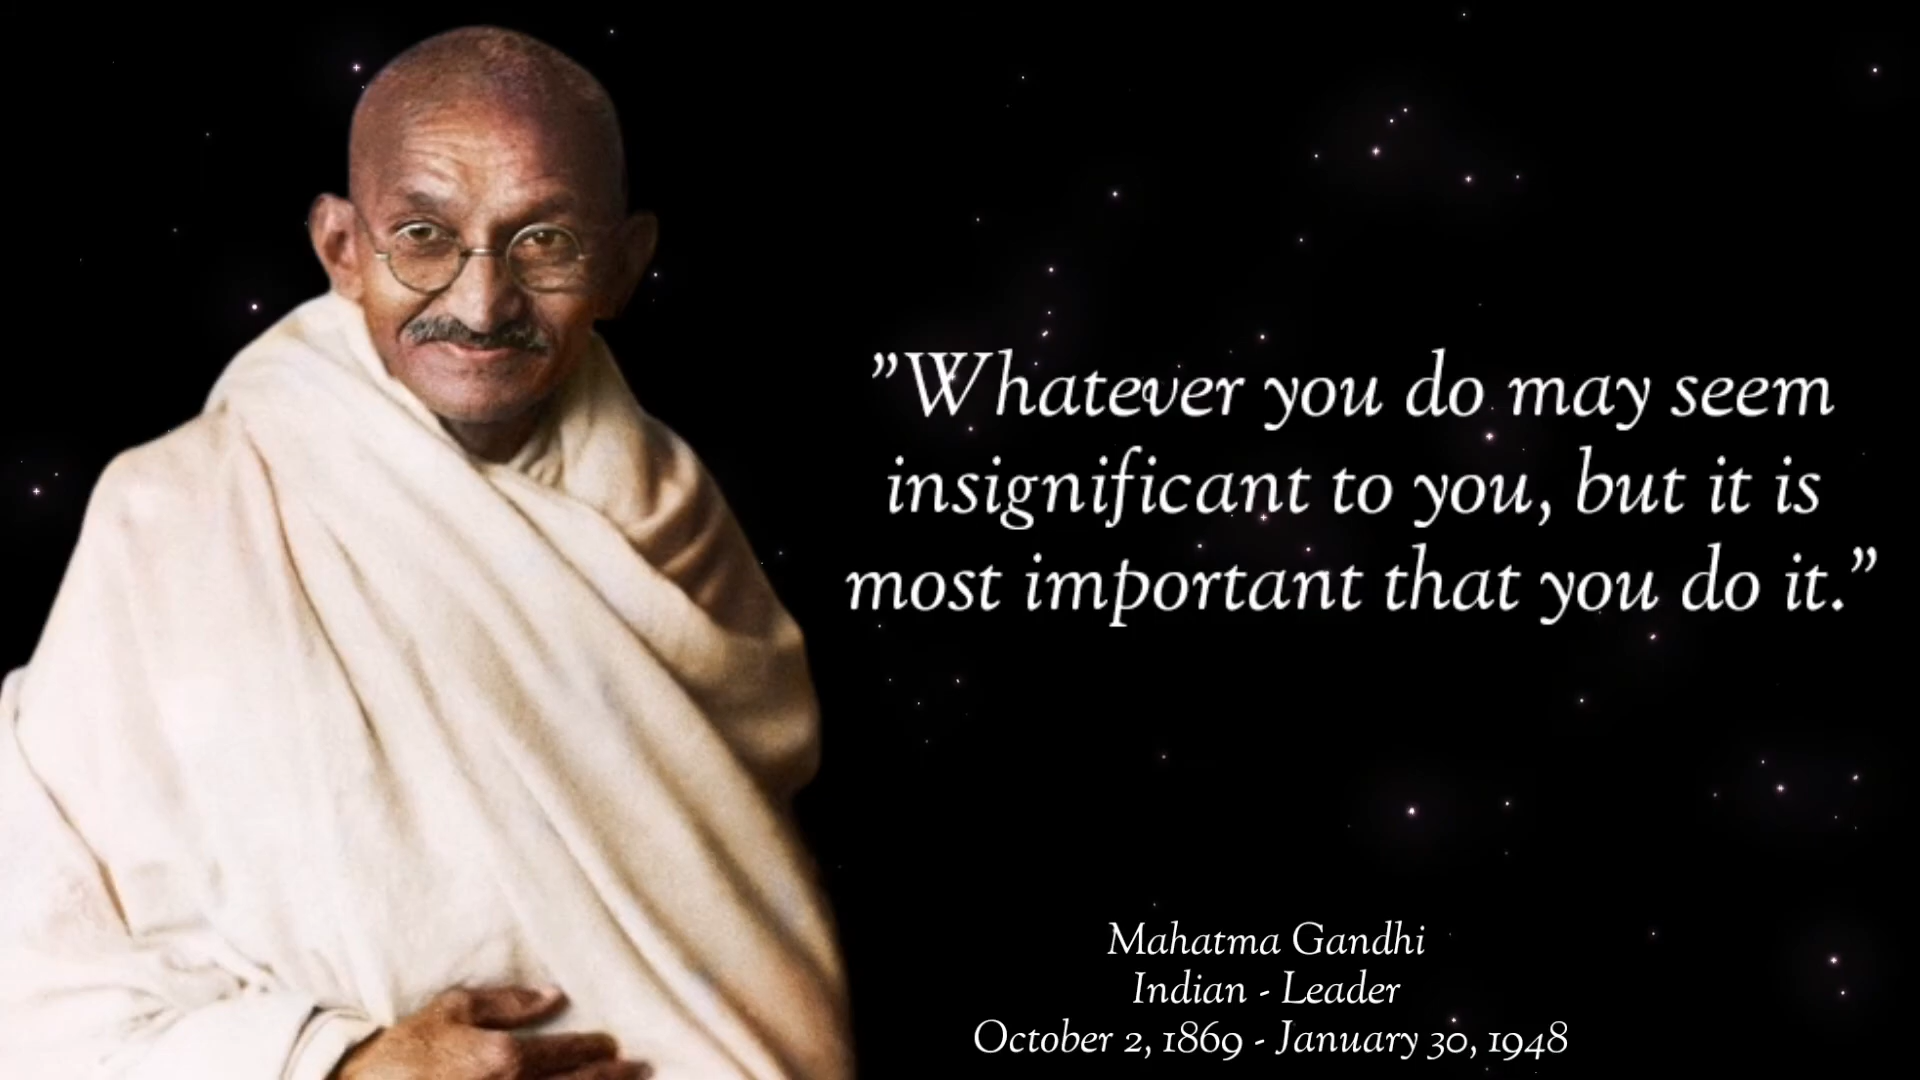 ”Whatever you do may seem
insignificant to you, but it is
most important that you do it.”
Mahatma Gandhi
Indian - Leader
October 2, 1869 - January 30, 1948